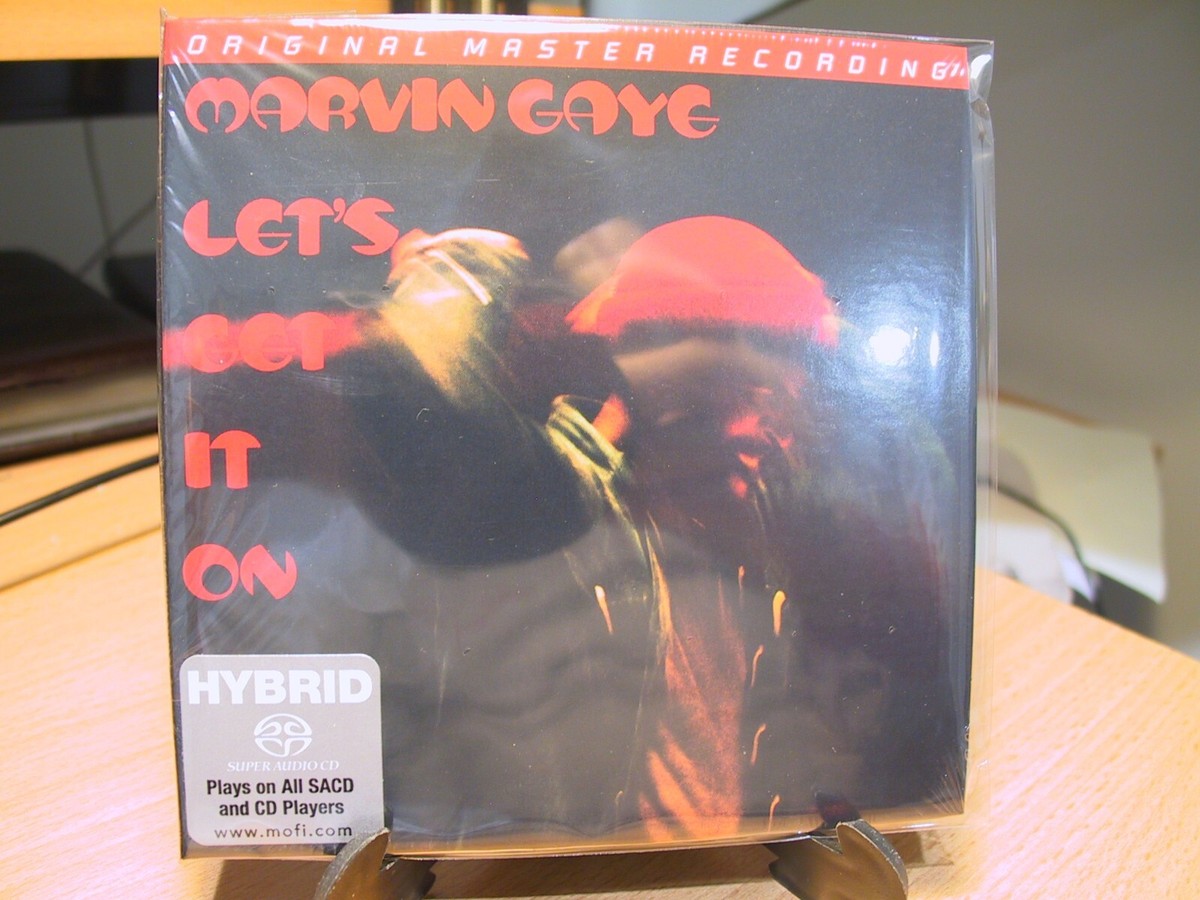 ORIGINAL MASTER RECORDING
MARVIN GAYE
LET'S
GET
IT
ON
HYBRID
SUPER AUDIO CD
Plays on All SACD
and CD Players
www.mofi.com